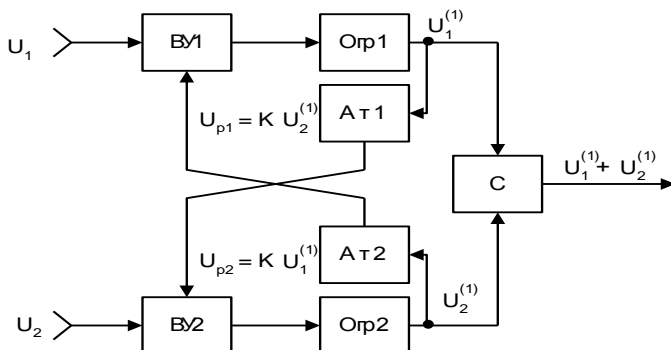 U₁
ВУ1
Огр1
U₁⁽¹⁾
Uₚ₁ = K U₂⁽¹⁾
Ат1
С
U₁⁽¹⁾ + U₂⁽¹⁾
Uₚ₂ = K U₁⁽¹⁾
Ат2
U₂
ВУ2
Огр2
U₂⁽¹⁾